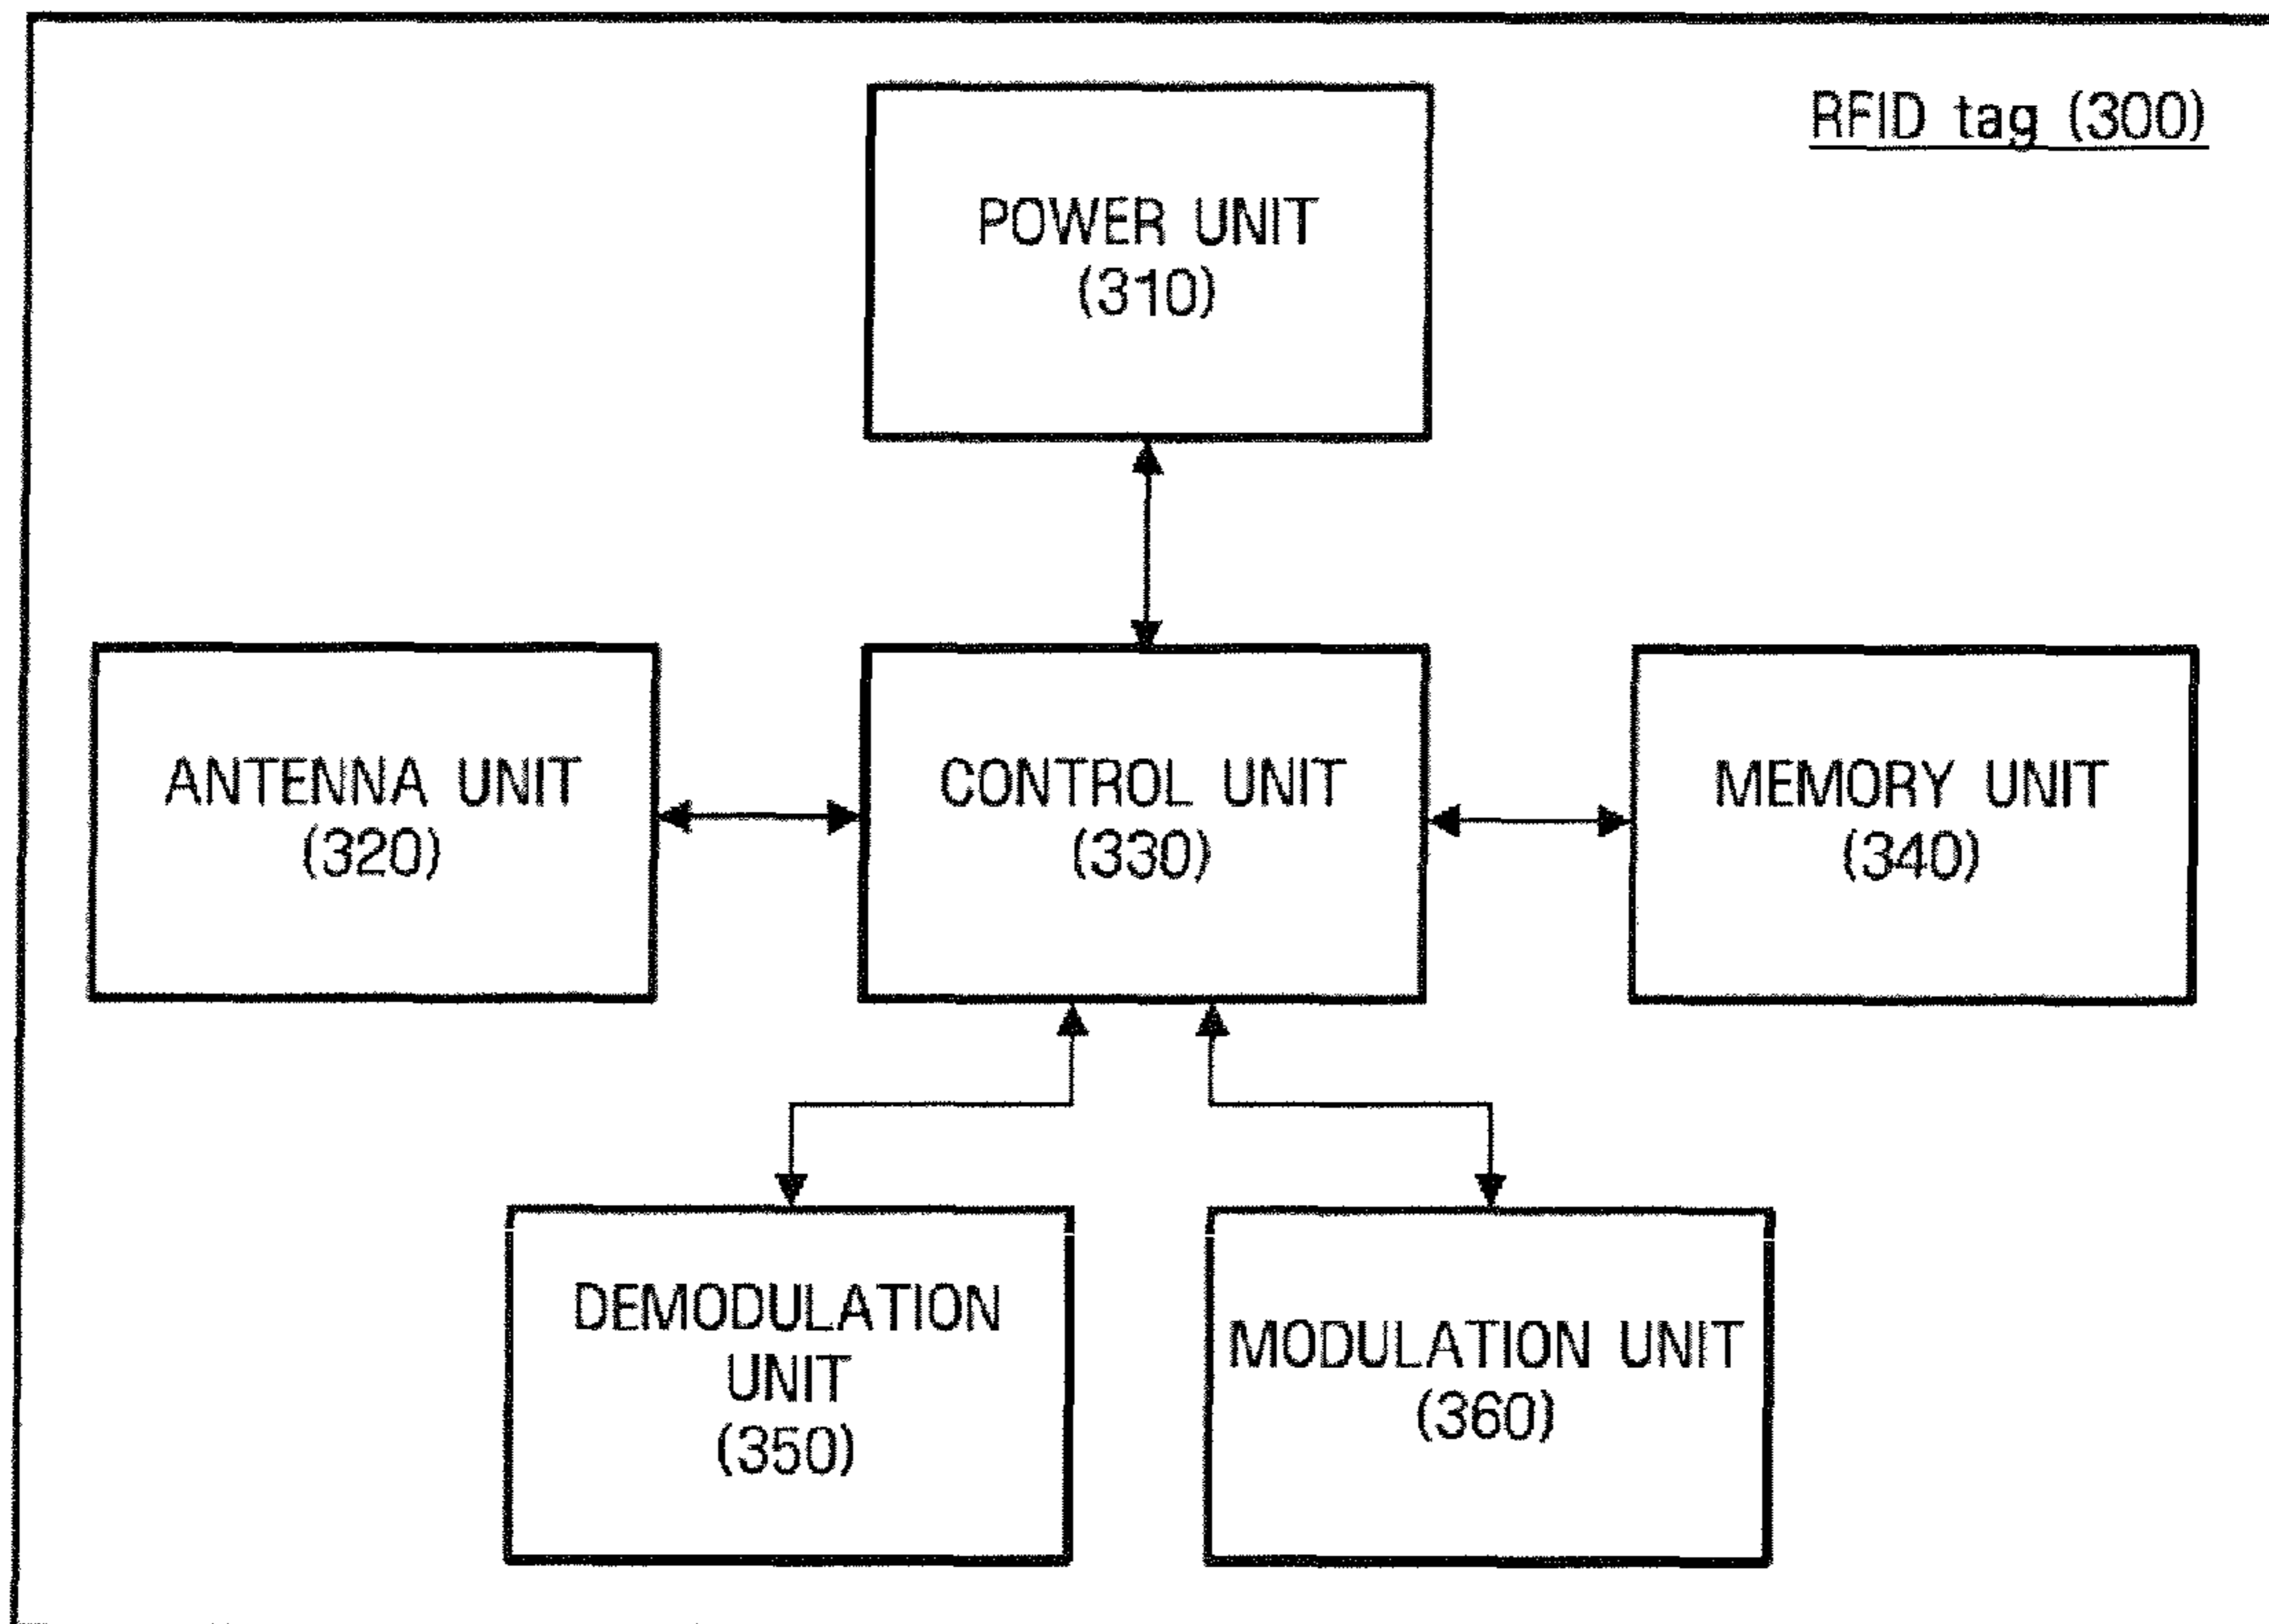 RFID tag (300)
POWER UNIT
(310)
ANTENNA UNIT
(320)
CONTROL UNIT
(330)
MEMORY UNIT
(340)
DEMODULATION
UNIT
(350)
MODULATION UNIT
(360)